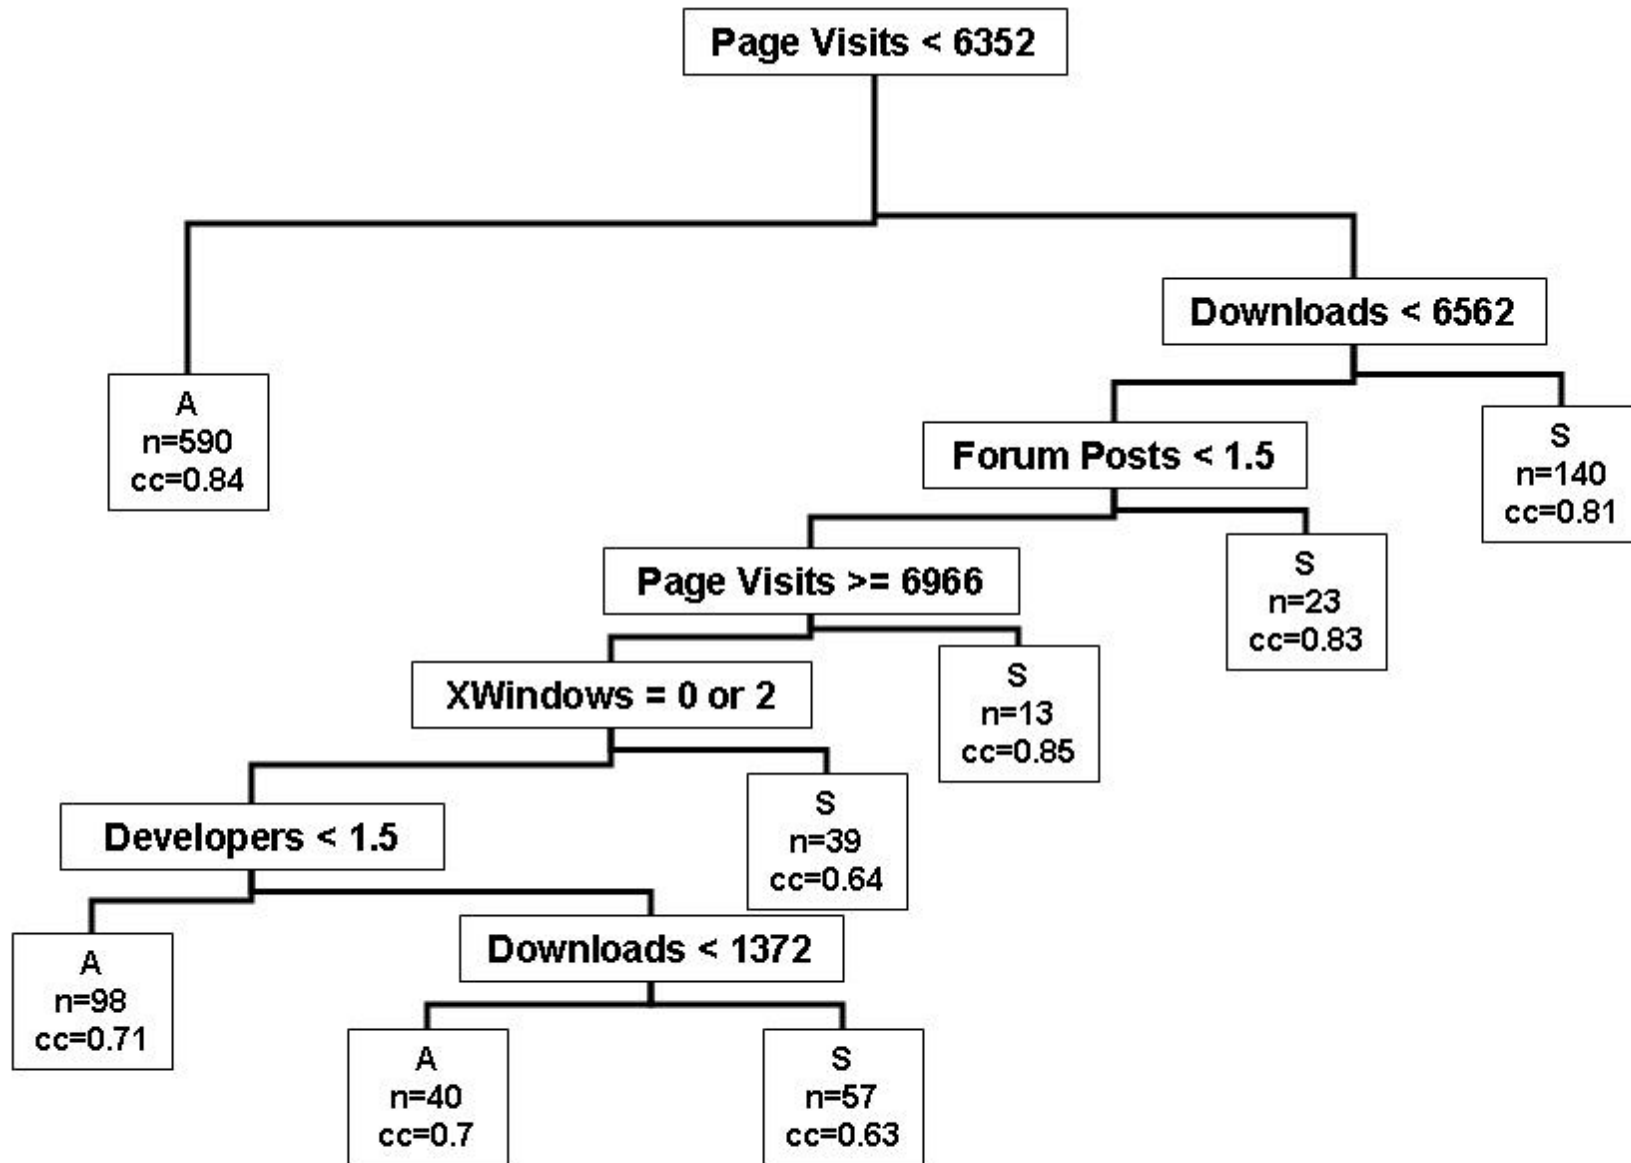 Page Visits < 6352
Downloads < 6562
A
n=590
cc=0.84
S
n=140
cc=0.81
Forum Posts < 1.5
S
n=23
cc=0.83
Page Visits >= 6966
S
n=13
cc=0.85
XWindows = 0 or 2
S
n=39
cc=0.64
Developers < 1.5
A
n=98
cc=0.71
Downloads < 1372
A
n=40
cc=0.7
S
n=57
cc=0.63